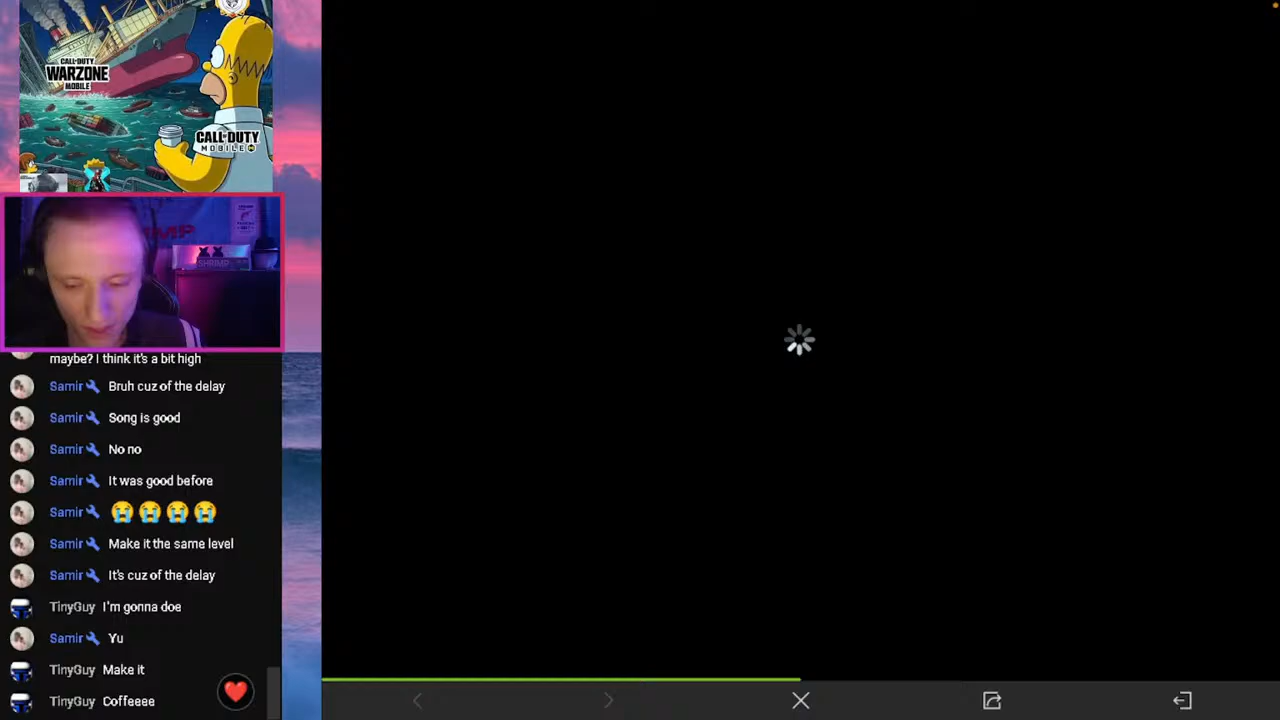 CALL·DUTY
WARZONE
MOBILE
CALL·DUTY
MOBILE
SHRIMP
maybe? I think it's a bit high
Samir Bruh cuz of the delay
Samir Song is good
Samir No no
Samir It was good before
Samir 😭😭😭😭
Samir Make it the same level
Samir It's cuz of the delay
TinyGuy I'm gonna doe
Samir Yu
TinyGuy Make it
TinyGuy Coffeeee